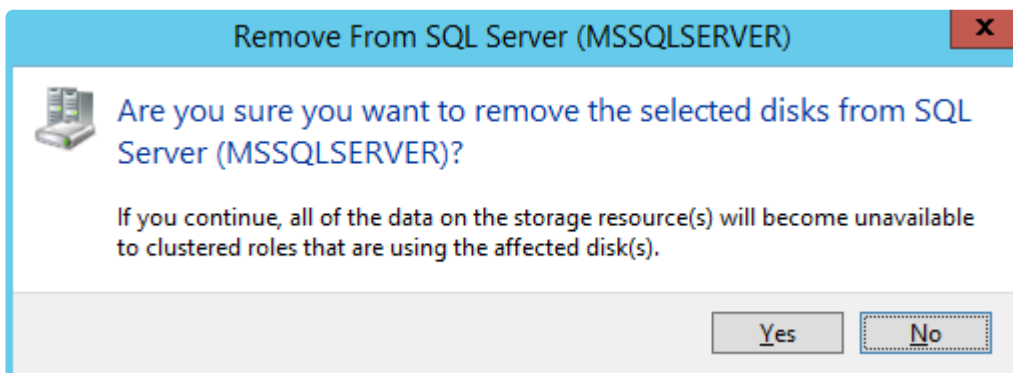 Remove From SQL Server (MSSQLSERVER)
x
Are you sure you want to remove the selected disks from SQL
Server (MSSQLSERVER)?
If you continue, all of the data on the storage resource(s) will become unavailable
to clustered roles that are using the affected disk(s).
Yes No